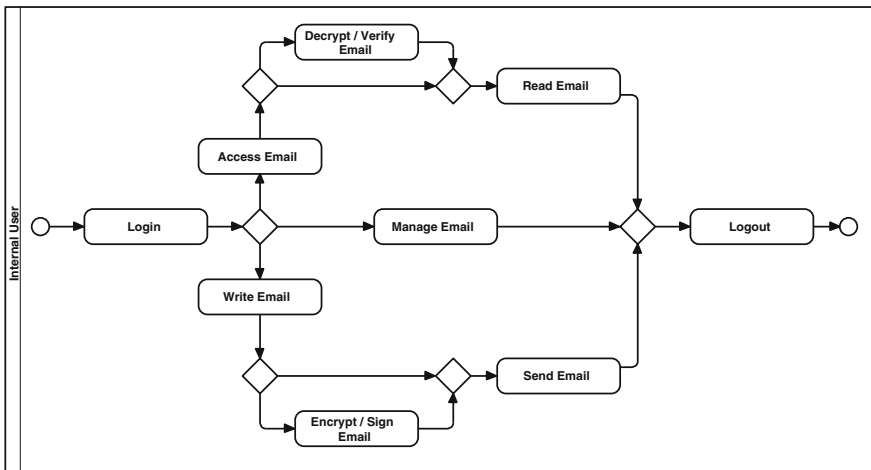 Decrypt / Verify
Email
Read Email
Access Email
Internal User
Login
Manage Email
Logout
Write Email
Send Email
Encrypt / Sign
Email